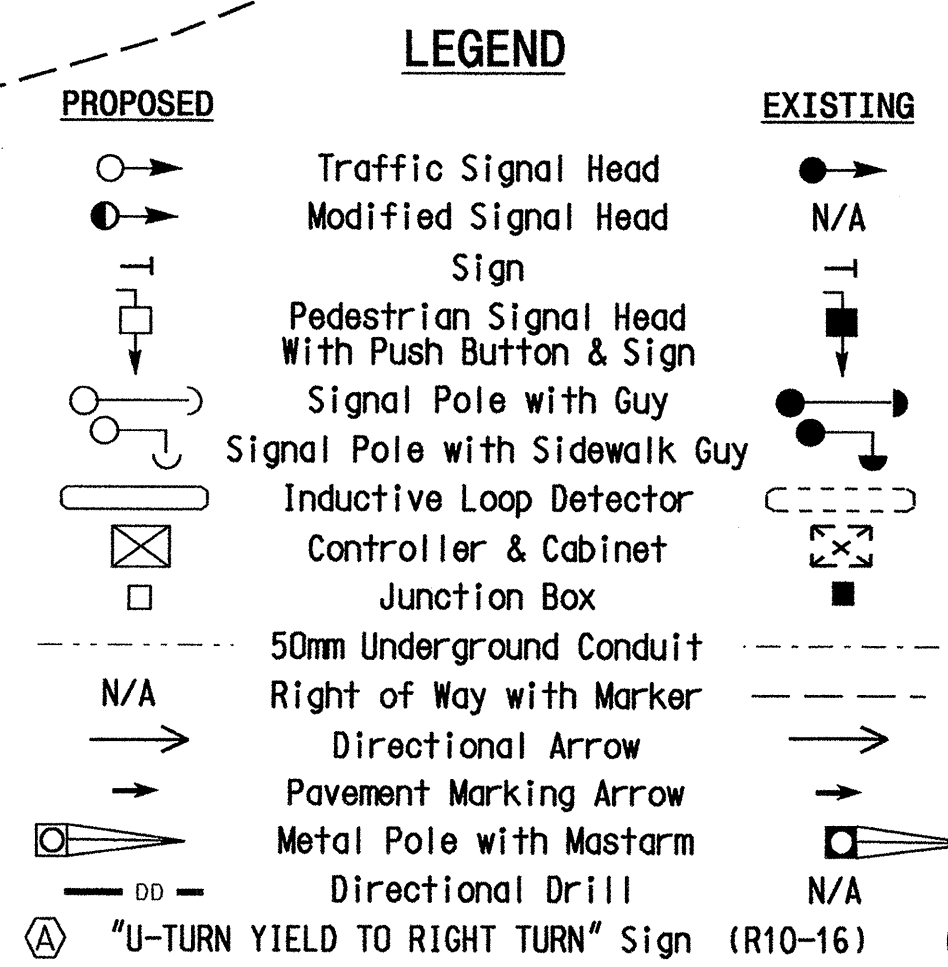 LEGEND
PROPOSED EXISTING
Traffic Signal Head
Modified Signal Head N/A
Sign
Pedestrian Signal Head
With Push Button & Sign
Signal Pole with Guy
Signal Pole with Sidewalk Guy
Inductive Loop Detector
Controller & Cabinet
Junction Box
50mm Underground Conduit
N/A Right of Way with Marker
Directional Arrow
Pavement Marking Arrow
Metal Pole with Mastarm
DD Directional Drill N/A
A "U-TURN YIELD TO RIGHT TURN" Sign (R10-16)